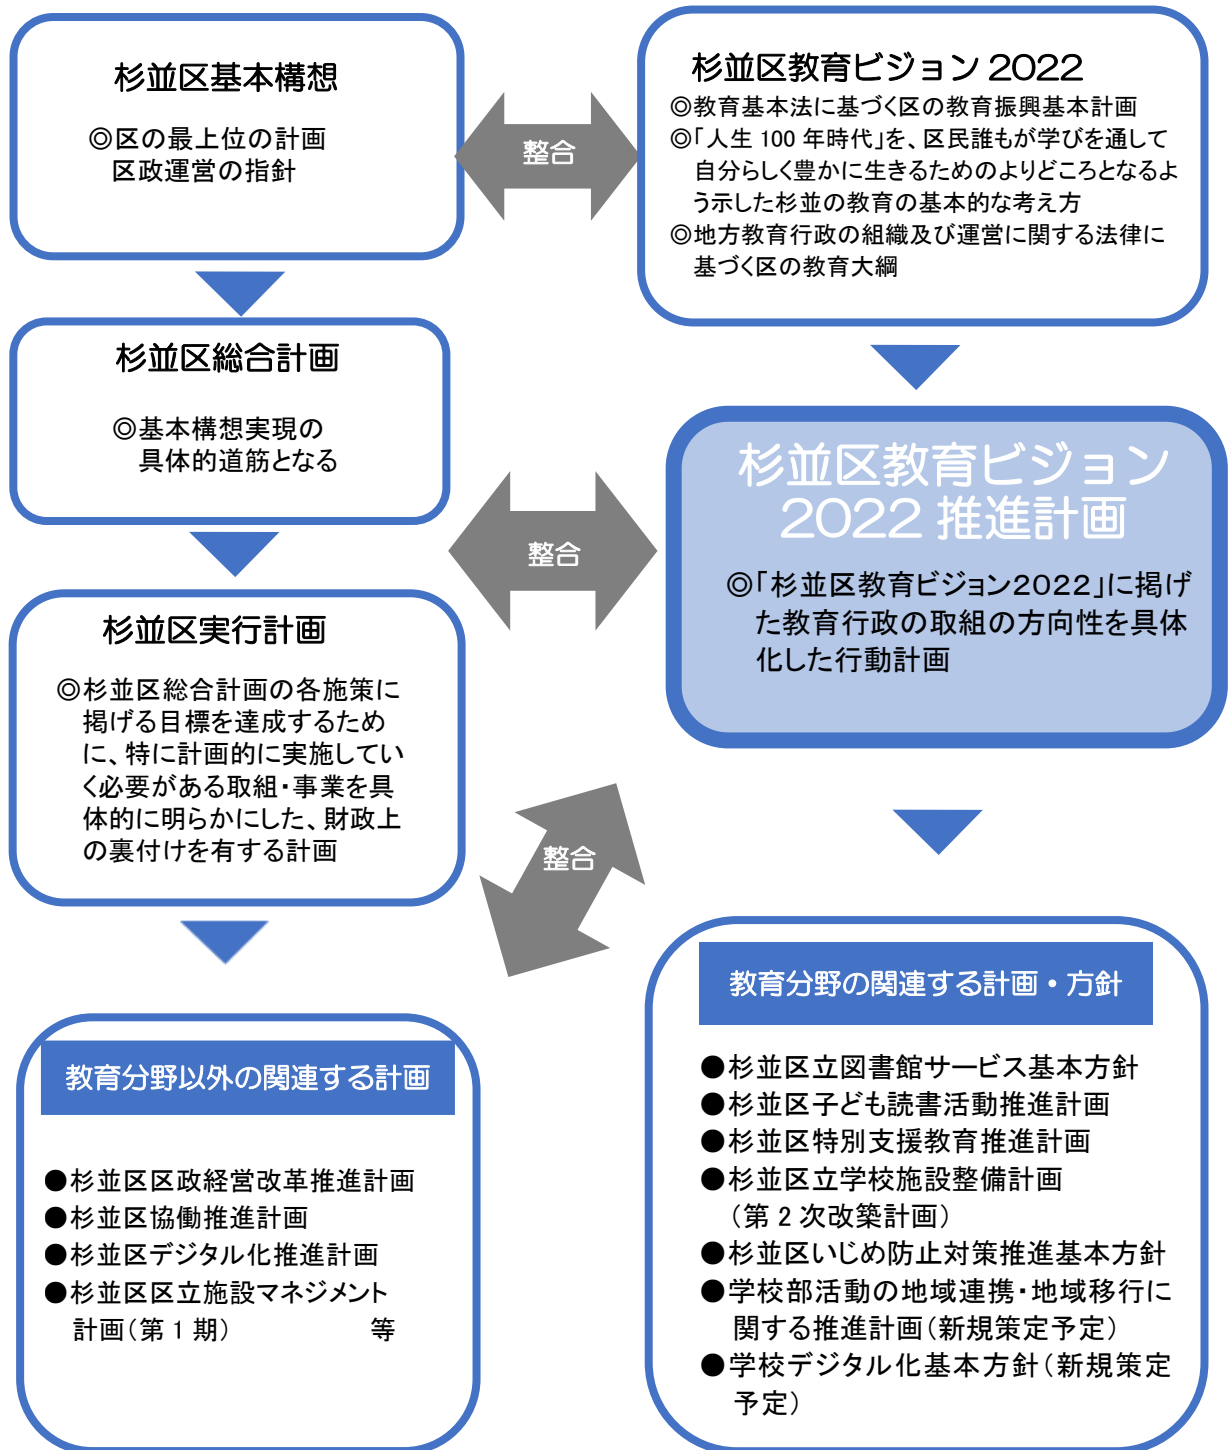 杉並区基本構想
◎区の最上位の計画
区政運営の指針
整合
杉並区教育ビジョン 2022
◎教育基本法に基づく区の教育振興基本計画
◎「人生 100 年時代」を、区民誰もが学びを通して
自分らしく豊かに生きるためのよりどころとなるよ
う示した杉並の教育の基本的な考え方
◎地方教育行政の組織及び運営に関する法律に
基づく区の教育大綱
杉並区総合計画
◎基本構想実現の
具体的道筋となる
整合
杉並区教育ビジョン
2022 推進計画
◎「杉並区教育ビジョン2022」に掲げ
た教育行政の取組の方向性を具体
化した行動計画
杉並区実行計画
◎杉並区総合計画の各施策に
掲げる目標を達成するため
に、特に計画的に実施してい
く必要がある取組・事業を具
体的に明らかにした、財政上
の裏付けを有する計画
整合
教育分野以外の関連する計画
●杉並区区政経営改革推進計画
●杉並区協働推進計画
●杉並区デジタル化推進計画
●杉並区区立施設マネジメント
計画（第 1 期） 等
教育分野の関連する計画・方針
●杉並区立図書館サービス基本方針
●杉並区子ども読書活動推進計画
●杉並区特別支援教育推進計画
●杉並区立学校施設整備計画
（第 2 次改築計画）
●杉並区いじめ防止対策推進基本方針
●学校部活動の地域連携・地域移行に
関する推進計画（新規策定予定）
●学校デジタル化基本方針（新規策定
予定）